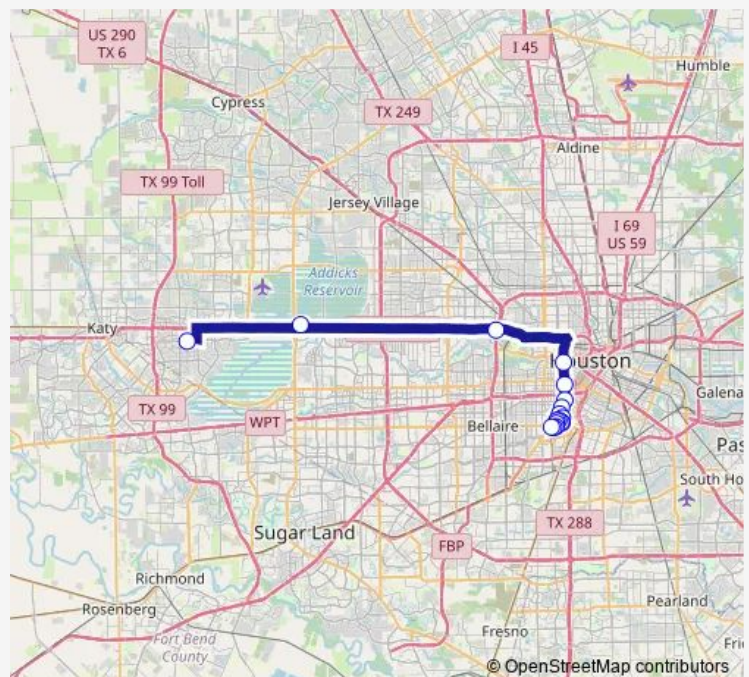 US 290
TX 6
I 45
Humble
Cypress
TX 249
Aldine
TX 99 Toll
Jersey Village
I 69
US 59
Addicks
Reservoir
Katy
Houston
Galena
TX 99
WPT
Bellaire
Pas
South Ho
TX 288
Sugar Land
FBP
Richmond
Pearland
Rosenberg
Fresno
Fort Bend
County
Frie
© OpenStreetMap contributors